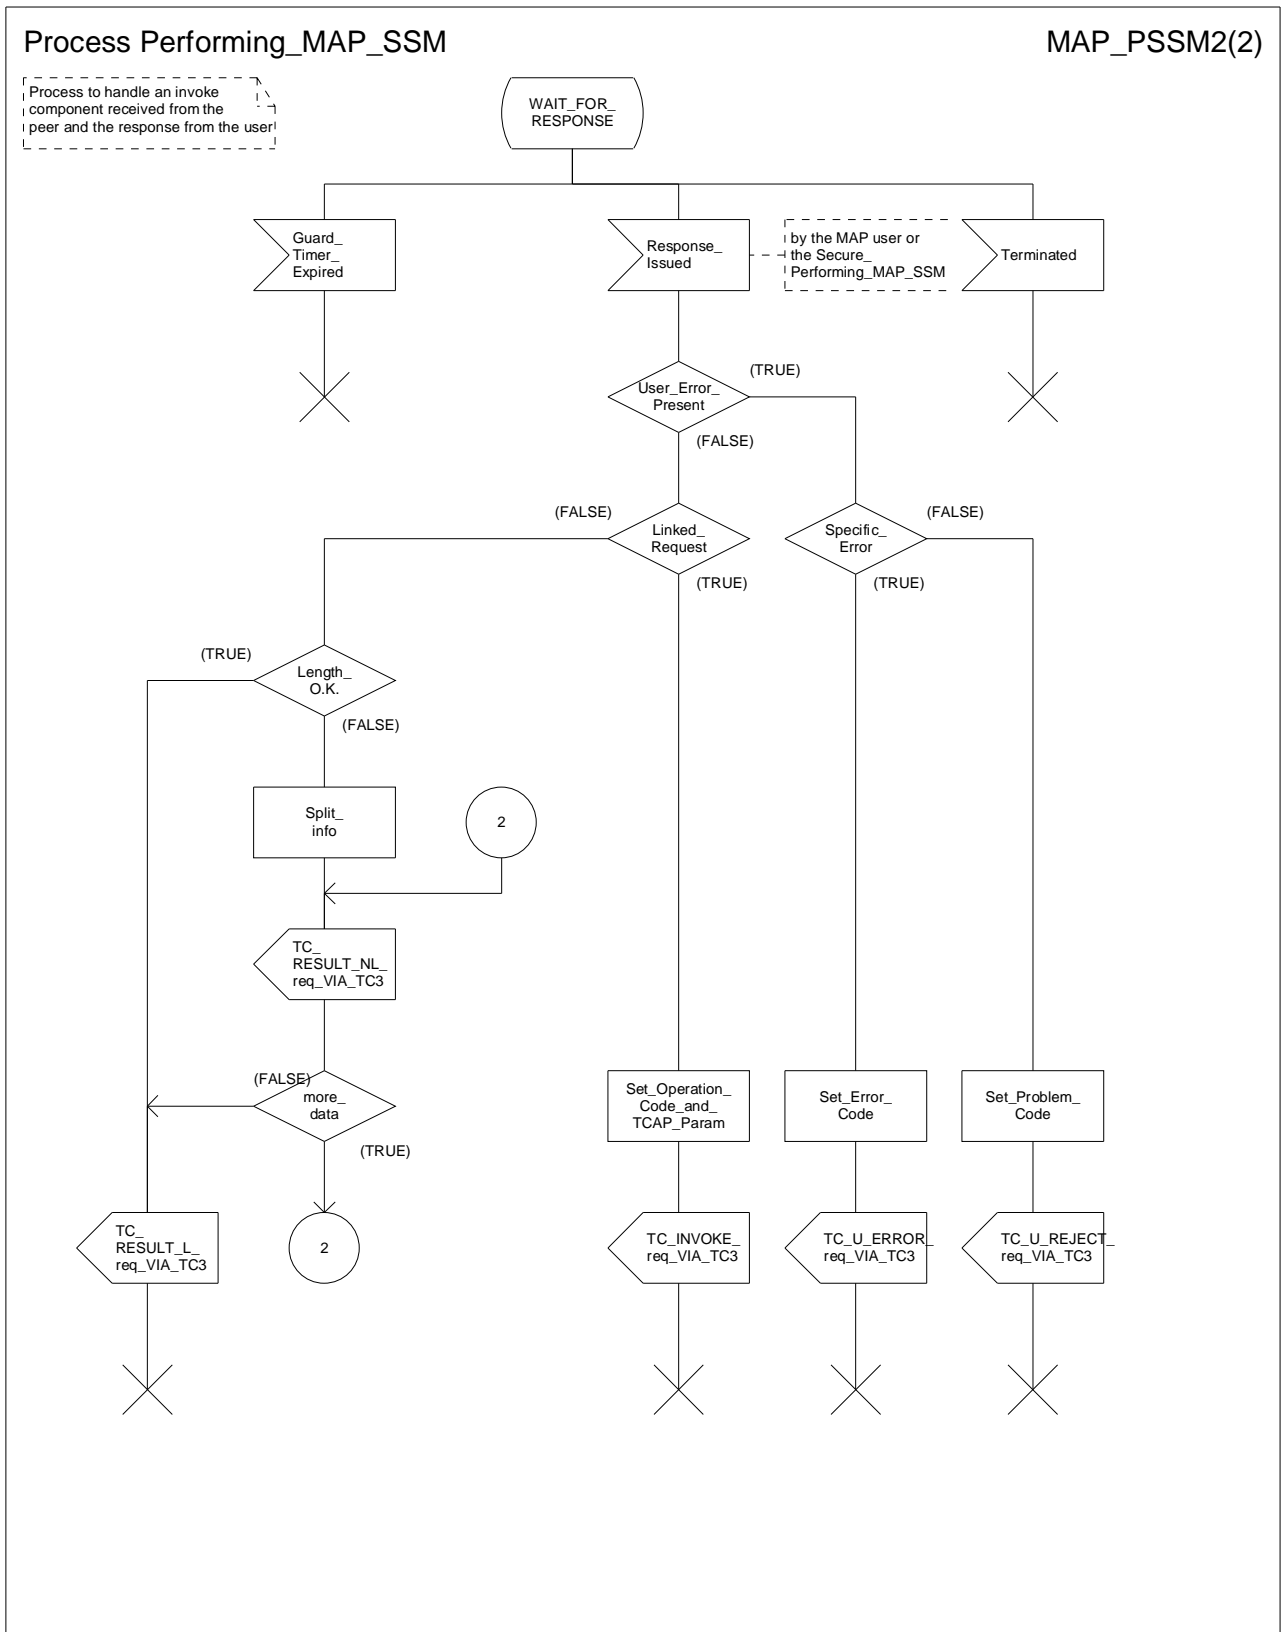 Process Performing_MAP_SSM
MAP_PSSM2(2)
Process to handle an invoke
component received from the
peer and the response from the user
WAIT_FOR_
RESPONSE
Guard_
Timer_
Expired
Response_
Issued
by the MAP user or
the Secure_
Performing_MAP_SSM
Terminated
User_Error_
Present
(TRUE)
(FALSE)
(FALSE)
Linked_
Request
(TRUE)
Specific_
Error
(FALSE)
(TRUE)
(TRUE)
Length_
O.K.
(FALSE)
Split_
info
2
TC_
RESULT_NL_
req_VIA_TC3
(FALSE)
more_
data
(TRUE)
Set_Operation_
Code_and_
TCAP_Param
Set_Error_
Code
Set_Problem_
Code
TC_
RESULT_L_
req_VIA_TC3
2
TC_INVOKE_
req_VIA_TC3
TC_U_ERROR_
req_VIA_TC3
TC_U_REJECT_
req_VIA_TC3